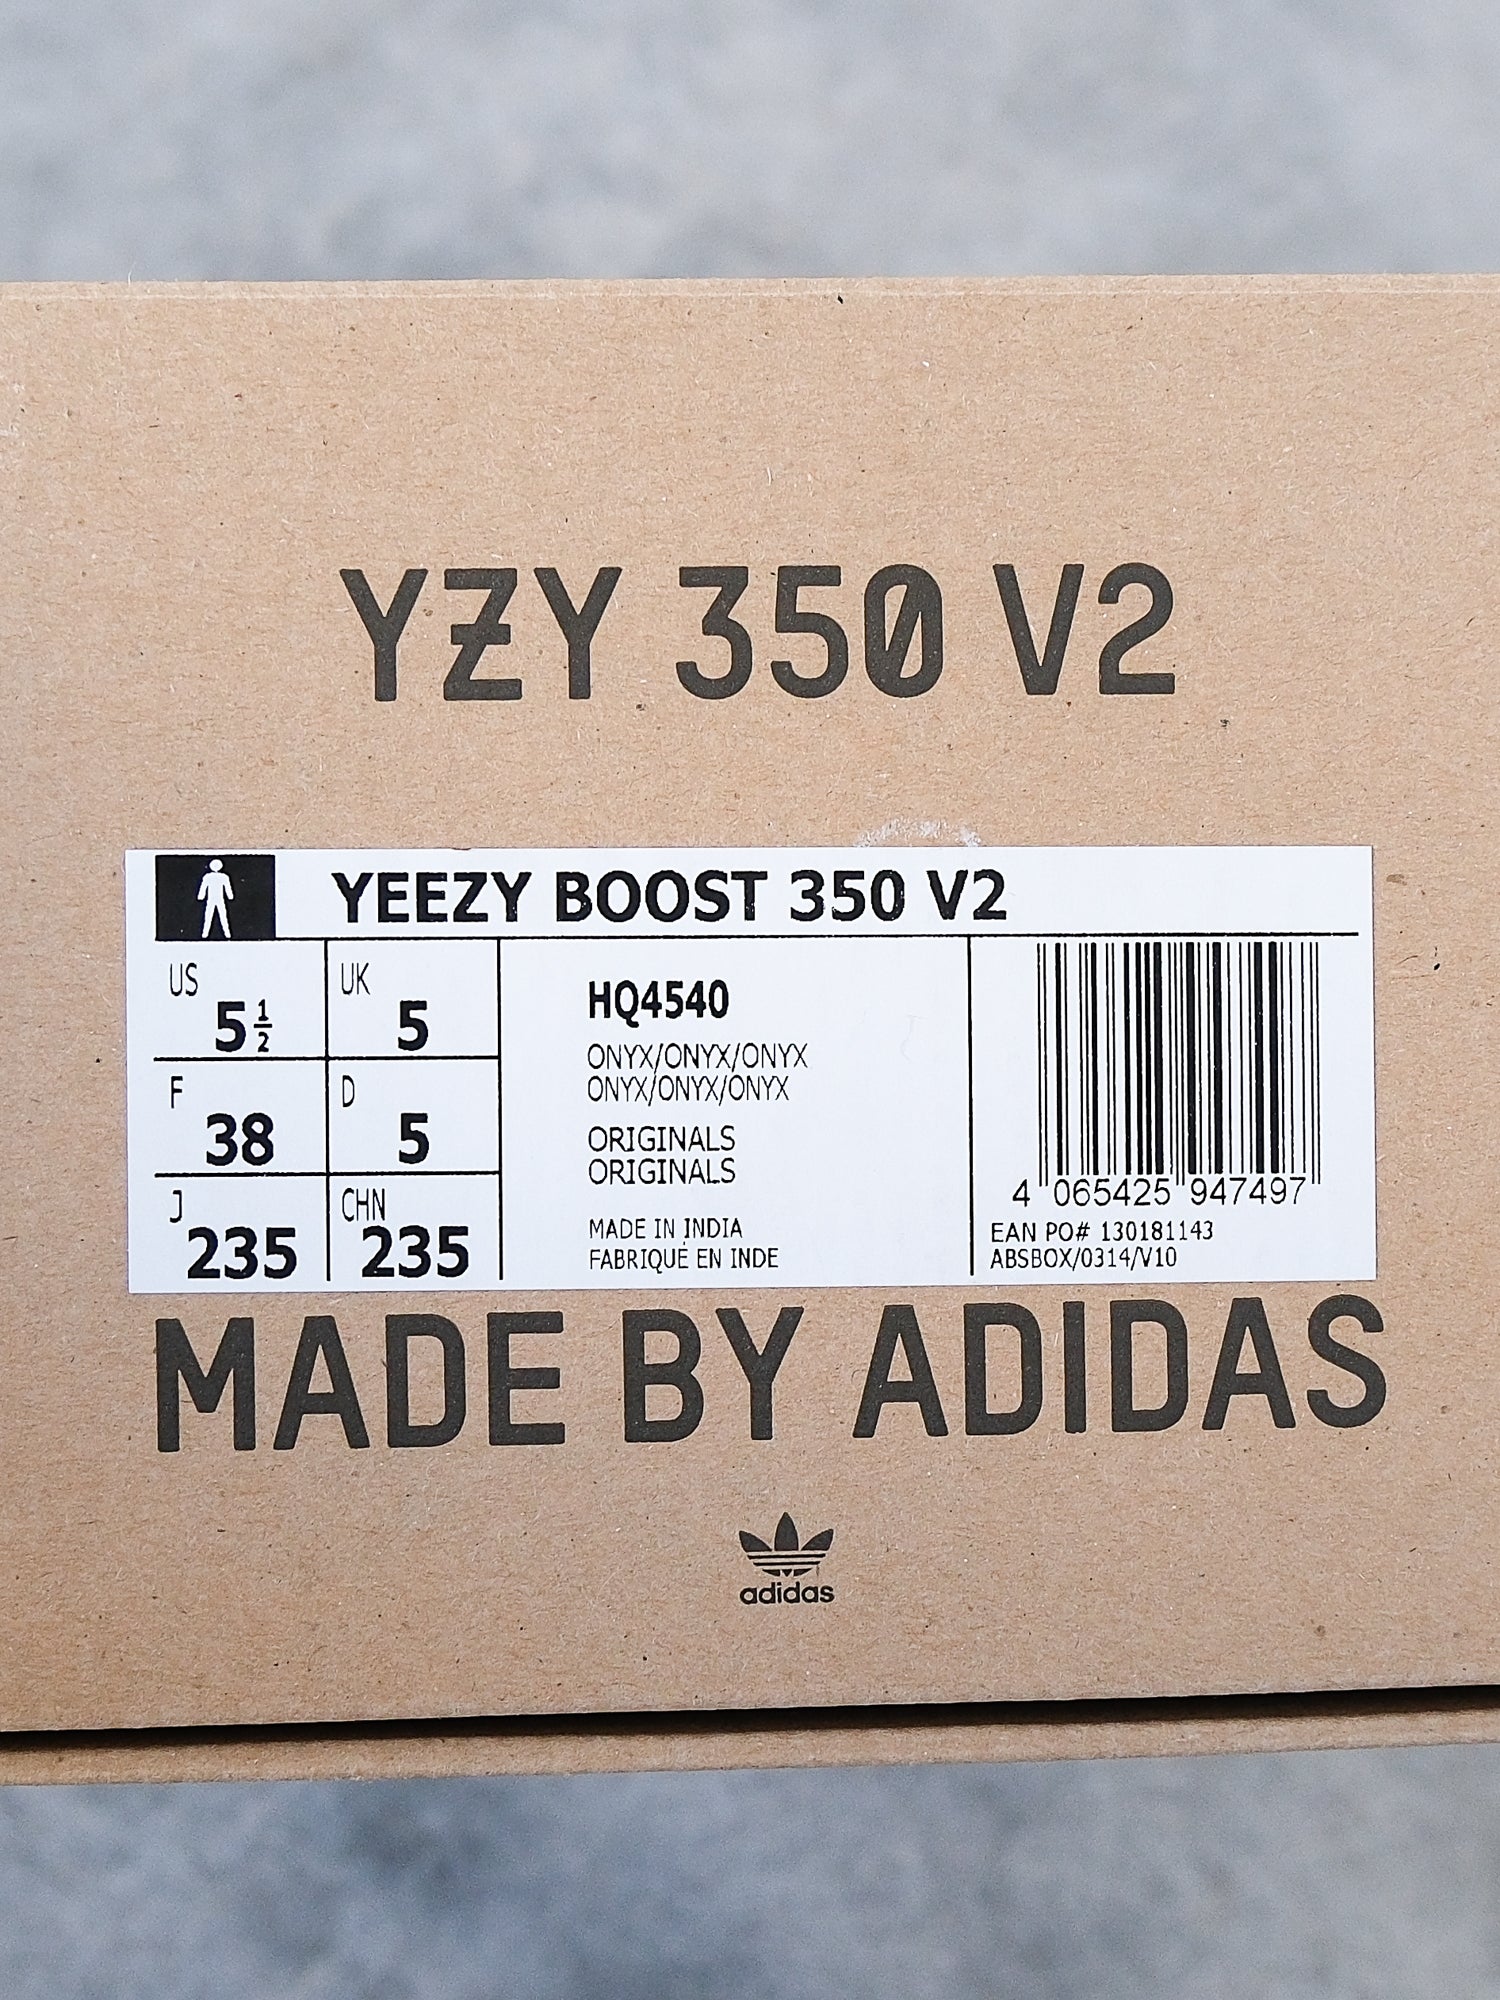 YZY 350 V2
YEEZY BOOST 350 V2
US
5 1/2
UK
5
F
38
D
5
J
235
CHN
235
HQ4540
ONYX/ONYX/ONYX
ONYX/ONYX/ONYX
ORIGINALS
ORIGINALS
MADE IN INDIA
FABRIQUÉ EN INDE
4 065425 947497
EAN PO# 130181143
ABSBOX/0314/V10
MADE BY ADIDAS
adidas